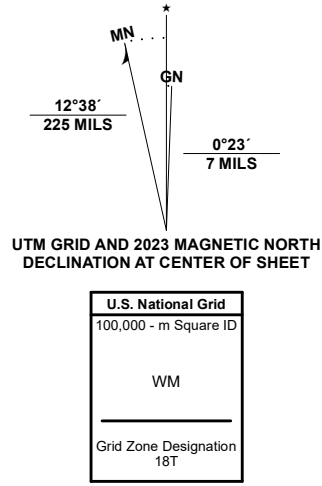 ★
MN
GN
12°38´
225 MILS
0°23´
7 MILS
UTM GRID AND 2023 MAGNETIC NORTH
DECLINATION AT CENTER OF SHEET
U.S. National Grid
100,000 - m Square ID
WM
Grid Zone Designation
18T